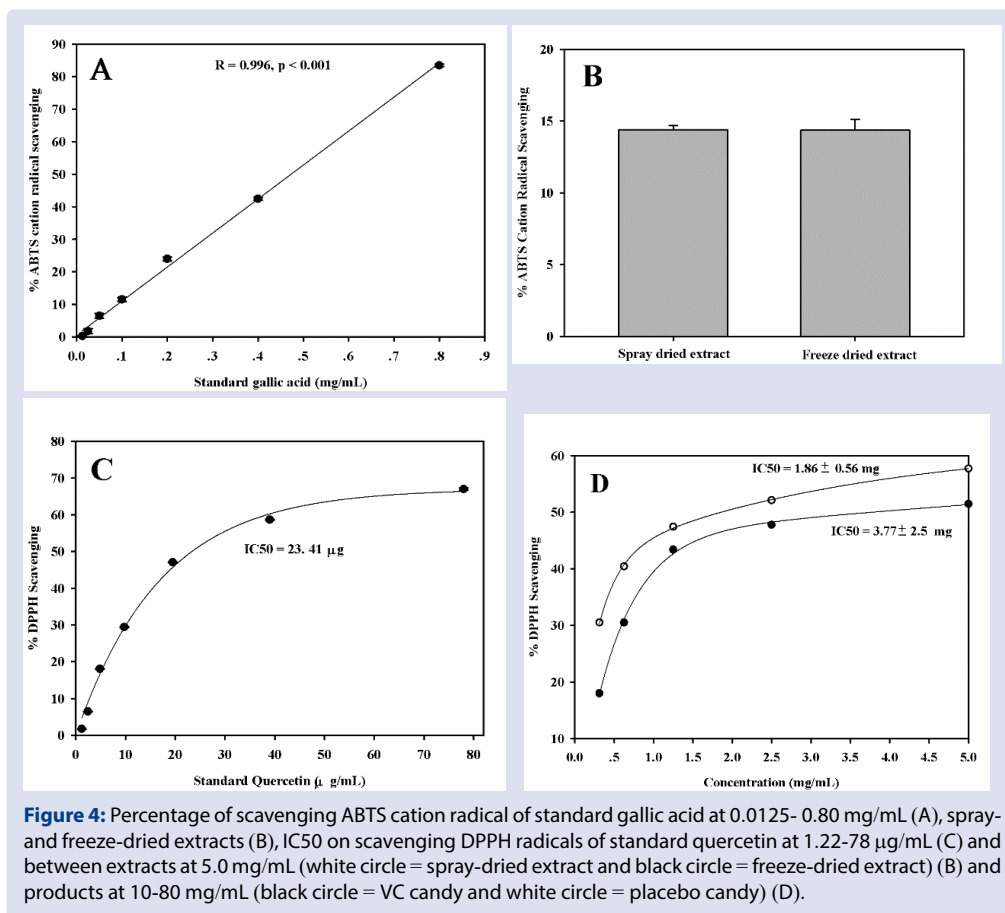 A
R = 0.996, p < 0.001
% ABTS cation radical scavenging
90
80
70
60
50
40
30
20
10
0
0.0 .1 .2 .3 .4 .5 .6 .7 .8 .9
Standard gallic acid (mg/mL)
B
% ABTS Cation Radical Scavenging
20
15
10
5
0
Spray dried extract Freeze dried extract
C
IC50 = 23. 41 μg
% DPPH Scavenging
80
70
60
50
40
30
20
10
0
0 10 20 30 40 50 60 70 80
Standard Quercetin (μ g/mL)
D
IC50 = 1.86 ± 0.56 mg
IC50 = 3.77 ± 2.5 mg
% DPPH Scavenging
60
50
40
30
20
10
0.0 .5 1.0 1.5 2.0 2.5 3.0 3.5 4.0 4.5 5.0
Concentration (mg/mL)
Figure 4: Percentage of scavenging ABTS cation radical of standard gallic acid at 0.0125- 0.80 mg/mL (A), spray-
and freeze-dried extracts (B), IC50 on scavenging DPPH radicals of standard quercetin at 1.22-78 μg/mL (C) and
between extracts at 5.0 mg/mL (white circle = spray-dried extract and black circle = freeze-dried extract) (B) and
products at 10-80 mg/mL (black circle = VC candy and white circle = placebo candy) (D).